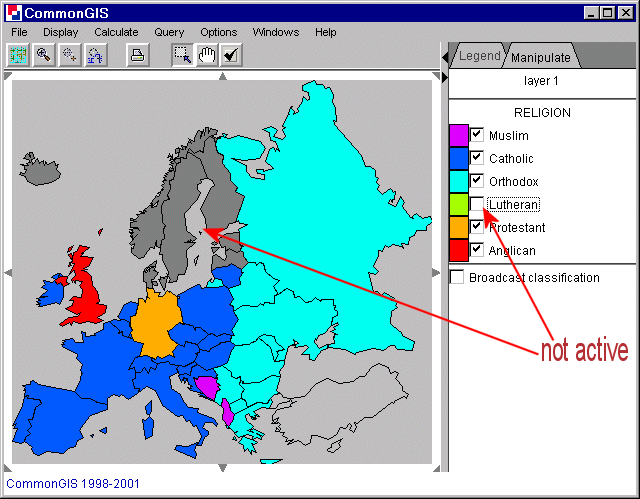 CommonGIS
File Display Calculate Query Options Windows Help
Legend Manipulate
layer 1
RELIGION
Muslim
Catholic
Orthodox
Lutheran
Protestant
Anglican
Broadcast classification
not active
CommonGIS 1998-2001